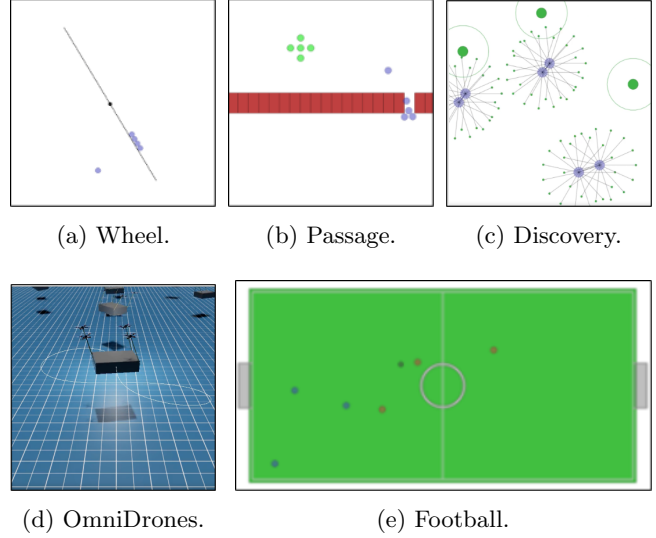 (a) Wheel.
(b) Passage.
(c) Discovery.
(d) OmniDrones.
(e) Football.